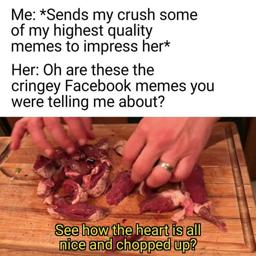 Me: *Sends my crush some
of my highest quality
memes to impress her*
Her: Oh are these the
cringey Facebook memes you
were telling me about?
See how the heart is all
nice and chopped up?